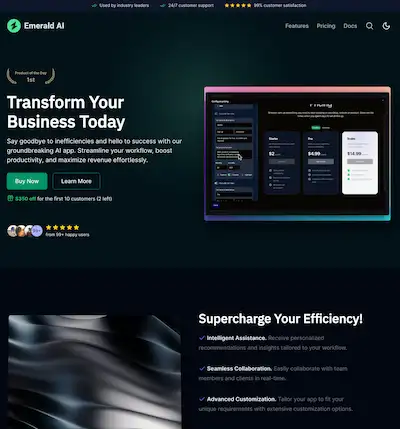 Used by industry leaders
24/7 customer support
98% customer satisfaction
Emerald AI
Features
Pricing
Docs
Product of the Day
1st
Transform Your
Business Today
Say goodbye to inefficiencies and hello to success with our
groundbreaking AI app. Streamline your workflow, boost
productivity, and maximize revenue effortlessly.
Buy Now
Learn More
$350 off for the first 10 customers (2 left)
99+
from 99+ happy users
Pricing
$2
$4.99
Supercharge Your Efficiency!
Intelligent Assistance. Receive personalized
recommendations and insights tailored to your workflow.
Seamless Collaboration. Easily collaborate with team
members and clients in real-time.
Advanced Customization. Tailor your app to fit your
unique requirements with extensive customization options.